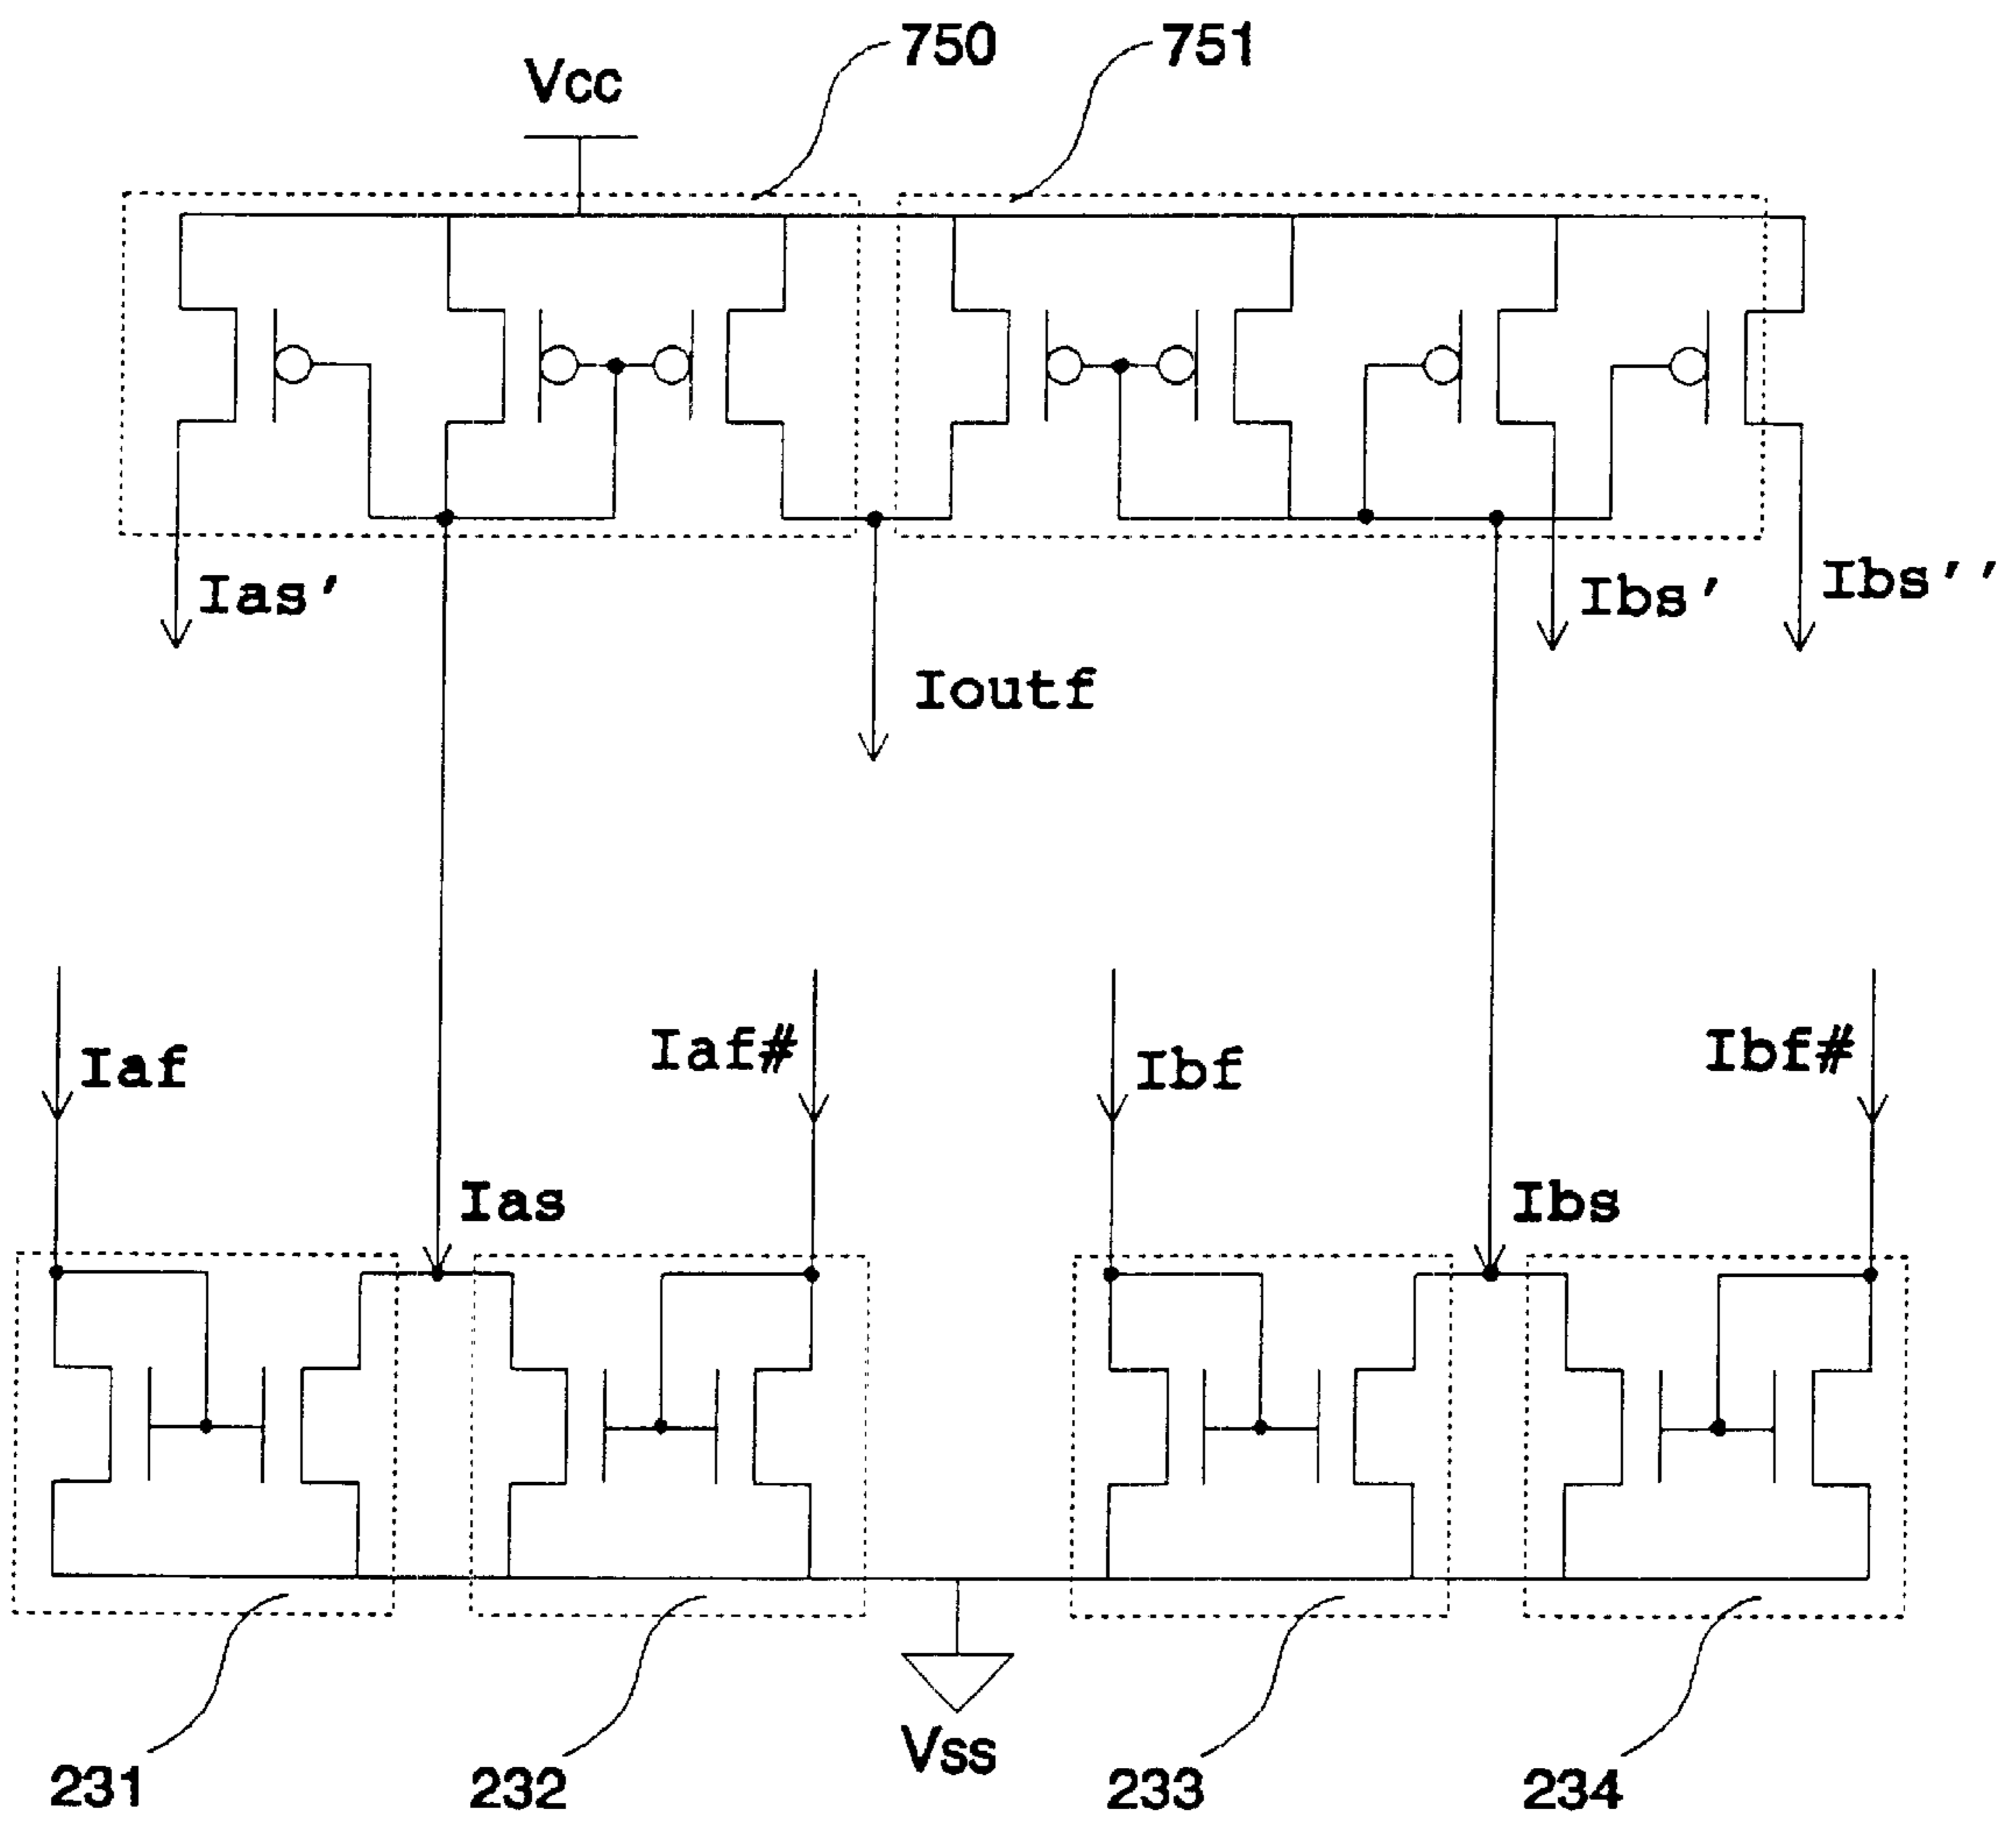 750
751
Vcc
Ias'
Ibs'
Ibs''
Ioutf
Iaf
Iaf#
Ibf
Ibf#
Ias
Ibs
Vss
231
232
233
234